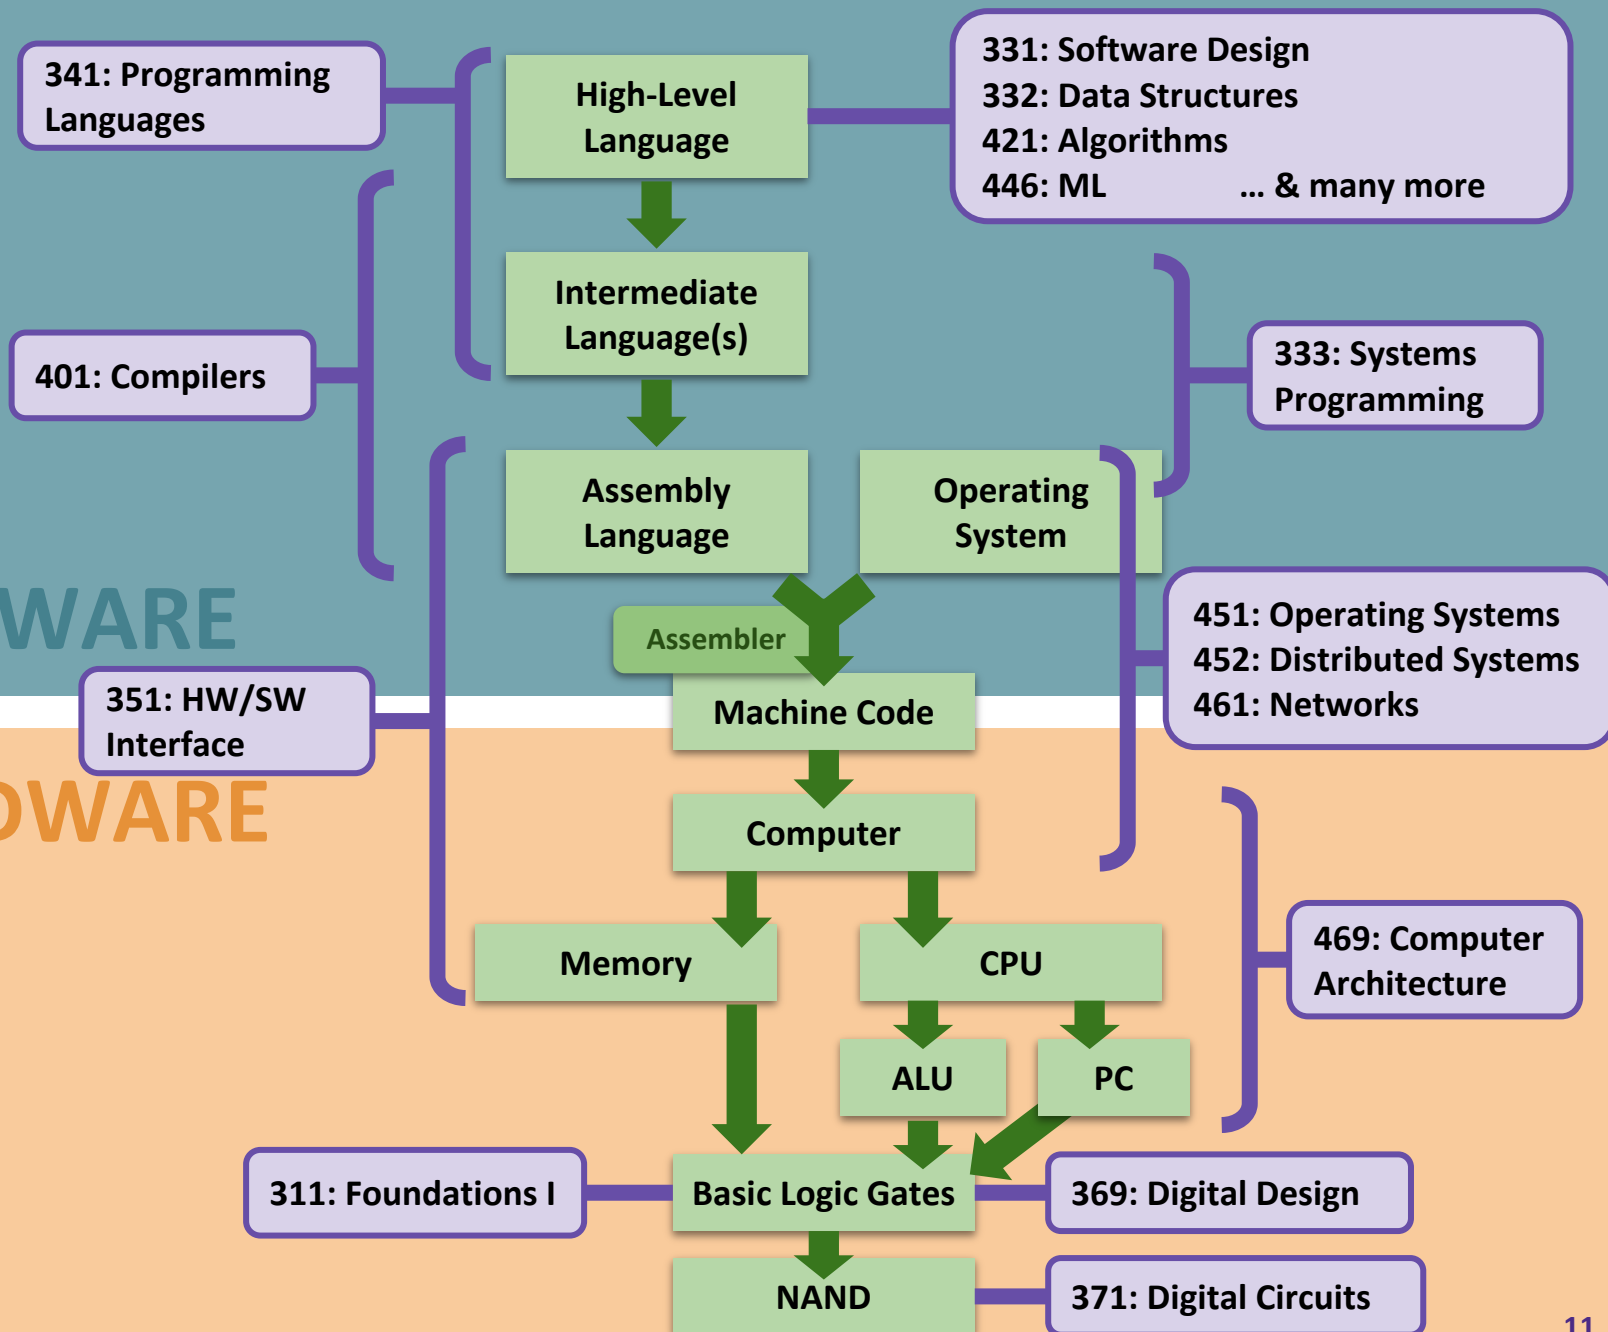 341: Programming
Languages
High-Level
Language
331: Software Design
332: Data Structures
421: Algorithms
446: ML … & many more
Intermediate
Language(s)
401: Compilers
333: Systems
Programming
Assembly
Language
Operating
System
WARE
Assembler
451: Operating Systems
452: Distributed Systems
461: Networks
351: HW/SW
Interface
Machine Code
DWARE
Computer
Memory
CPU
469: Computer
Architecture
ALU
PC
311: Foundations I
Basic Logic Gates
369: Digital Design
NAND
371: Digital Circuits
11